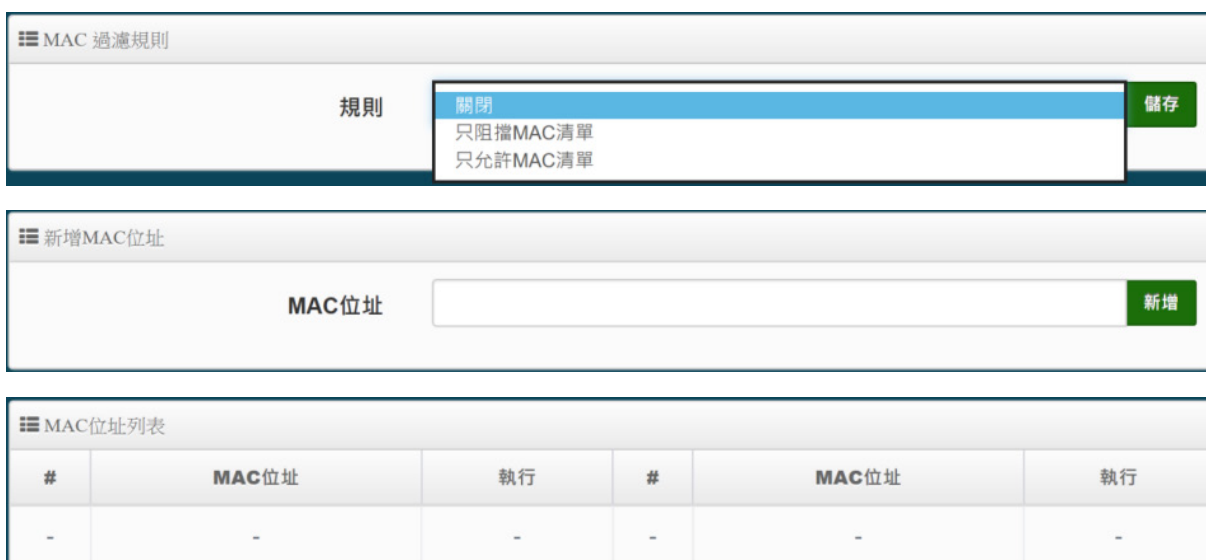 MAC 過濾規則
規則
關閉
儲存
只阻擋MAC清單
只允許MAC清單
新增MAC位址
MAC位址
新增
MAC位址列表
# MAC位址 執行 # MAC位址 執行
- - - - - -